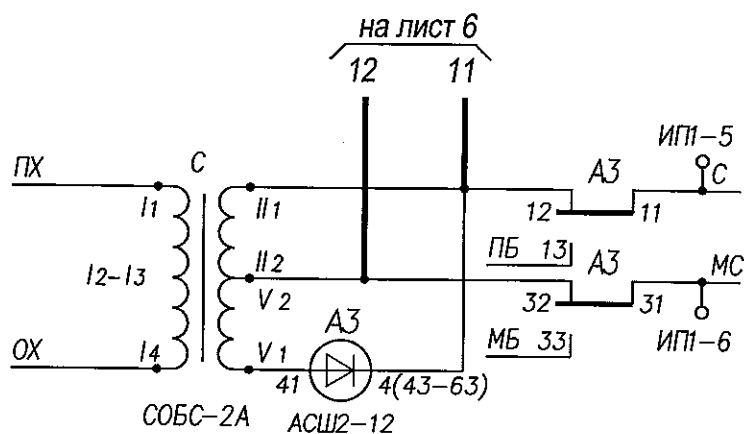 на лист 6
12 11
ИП1-5
ПХ С А3 С
I1 II1 12 11
ПБ 13 А3
I2-I3 II2 МС
V2 32 31
А3
ОХ I4 V1 МБ 33 ИП1-6
41 4(43-63)
СОБС-2А АСШ2-12